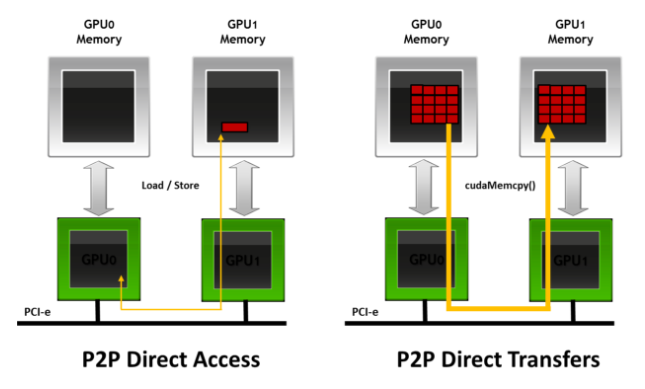 GPU0
Memory
GPU1
Memory
GPU0
Memory
GPU1
Memory
Load / Store
cudaMemcpy()
GPU0
GPU1
GPU0
GPU1
PCI-e
PCI-e
P2P Direct Access
P2P Direct Transfers